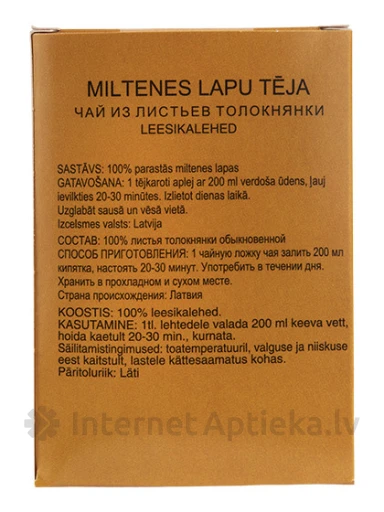 MILTENES LAPU TĒJA
ЧАЙ ИЗ ЛИСТЬЕВ ТОЛОКНЯНКИ
LEESIKALEHED
SASTĀVS: 100% parastās miltenes lapas
GATAVOŠANA: 1 tējkaroti aplej ar 200 ml verdoša ūdens, ļauj
ievilkties 20-30 minūtes. Izlietot dienas laikā.
Uzglabāt sausā un vēsā vietā.
Izcelsmes valsts: Latvija
СОСТАВ: 100% листья толокнянки обыкновенной
СПОСОБ ПРИГОТОВЛЕНИЯ: 1 чайную ложку чая залить 200 мл
кипятка, настоять 20-30 минут. Употребить в течении дня.
Хранить в прохладном и сухом месте.
Страна происхождения: Латвия
KOOSTIS: 100% leesikalehed.
KASUTAMINE: 1tl. lehtedele valada 200 ml keeva vett,
hoida kaetult 20-30 min., kurnata.
Säilitamistingimused: toatemperatuuril, valguse ja niiskuse
eest kaitstult, lastele kättesaamatus kohas.
Päritoluriik: Läti
InternetAptieka.lv